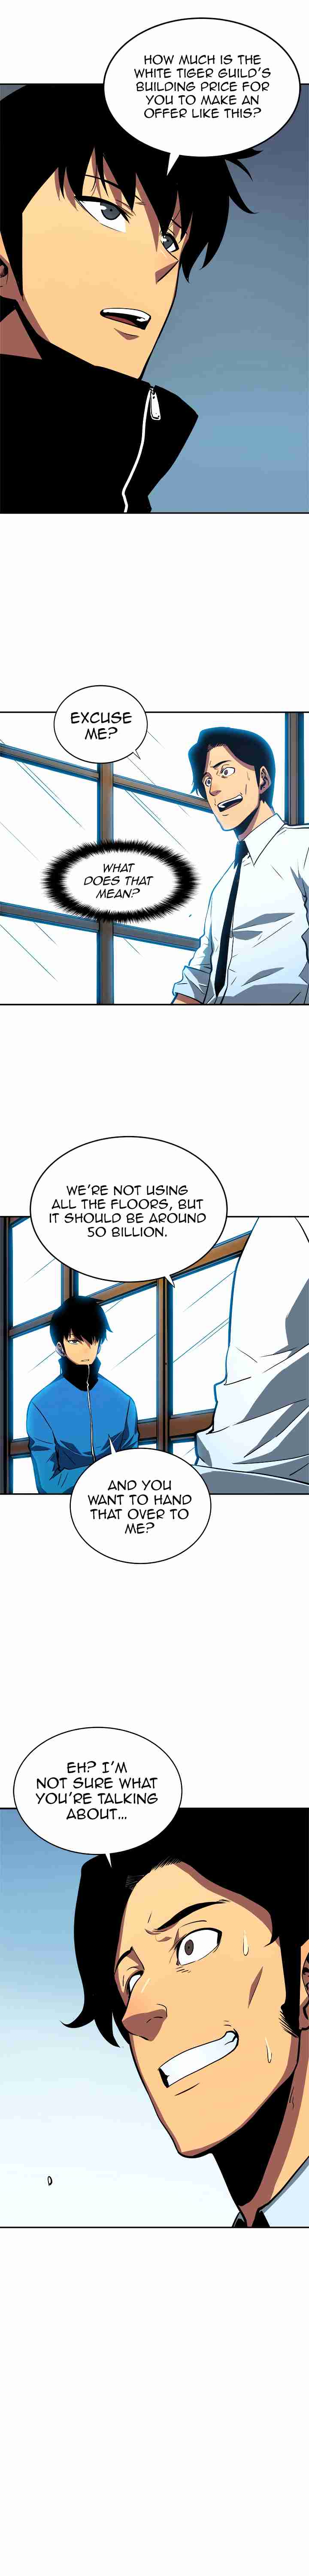 HOW MUCH IS THE
WHITE TIGER GUILD'S
BUILDING PRICE FOR
YOU TO MAKE AN
OFFER LIKE THIS?
EXCUSE
ME?
WHAT
DOES THAT
MEAN?
WE'RE NOT USING
ALL THE FLOORS, BUT
IT SHOULD BE AROUND
50 BILLION.
AND YOU
WANT TO HAND
THAT OVER TO
ME?
EH? I'M
NOT SURE WHAT
YOU'RE TALKING
ABOUT...